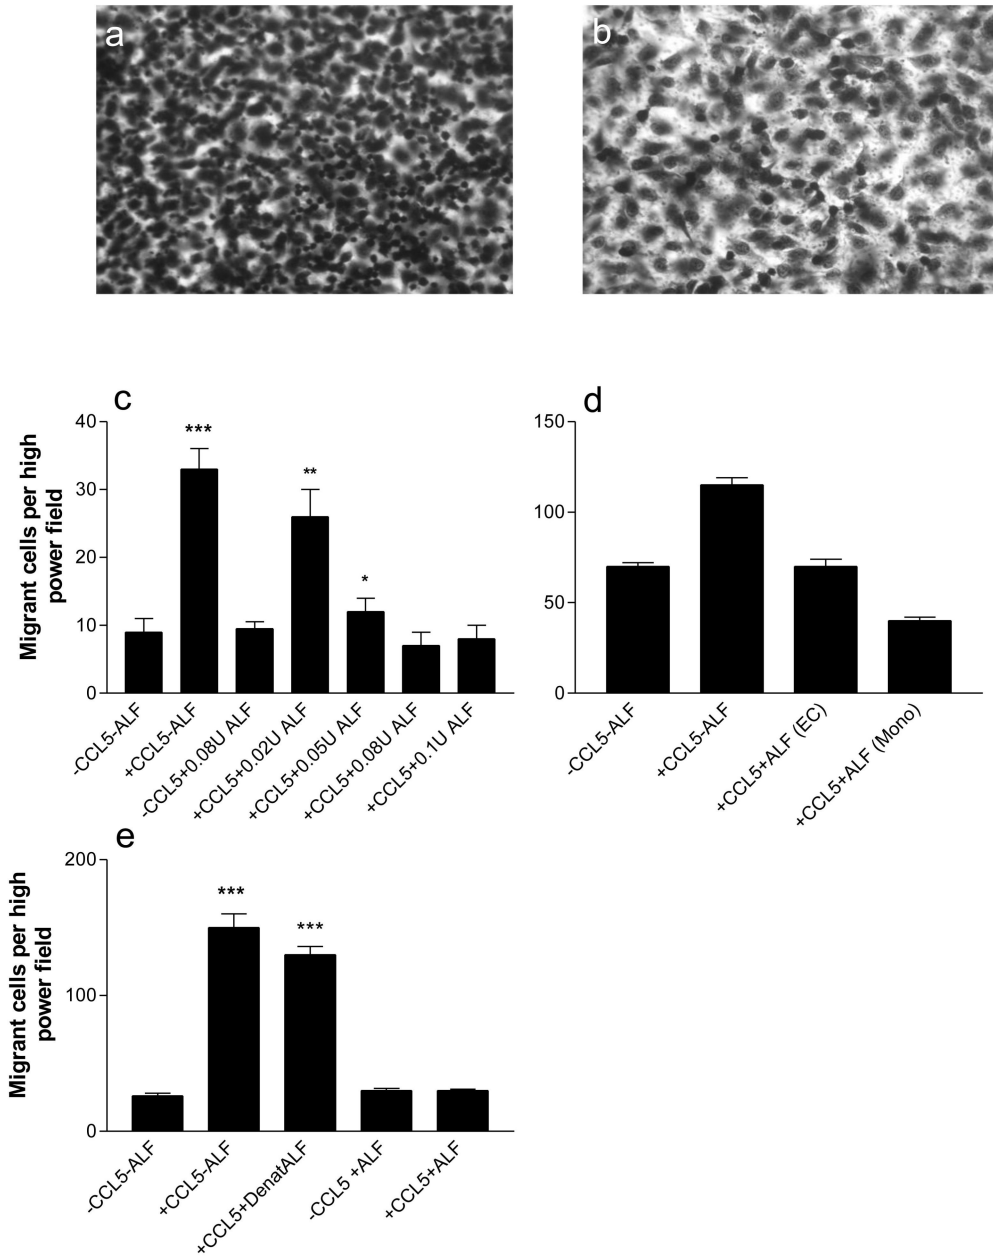 a
b
c
d
40
30
20
10
0
***
**
*
Migrant cells per high
power field
-CCL5-ALF
+CCL5-ALF
-CCL5+0.08U ALF
+CCL5+0.02U ALF
+CCL5+0.05U ALF
+CCL5+0.08U ALF
+CCL5+0.1U ALF
150
100
50
0
-CCL5-ALF
+CCL5-ALF
+CCL5+ALF (EC)
+CCL5+ALF (Mono)
e
200
100
0
***
***
Migrant cells per high
power field
-CCL5-ALF
+CCL5-ALF
+CCL5+DenatALF
-CCL5 +ALF
+CCL5+ALF